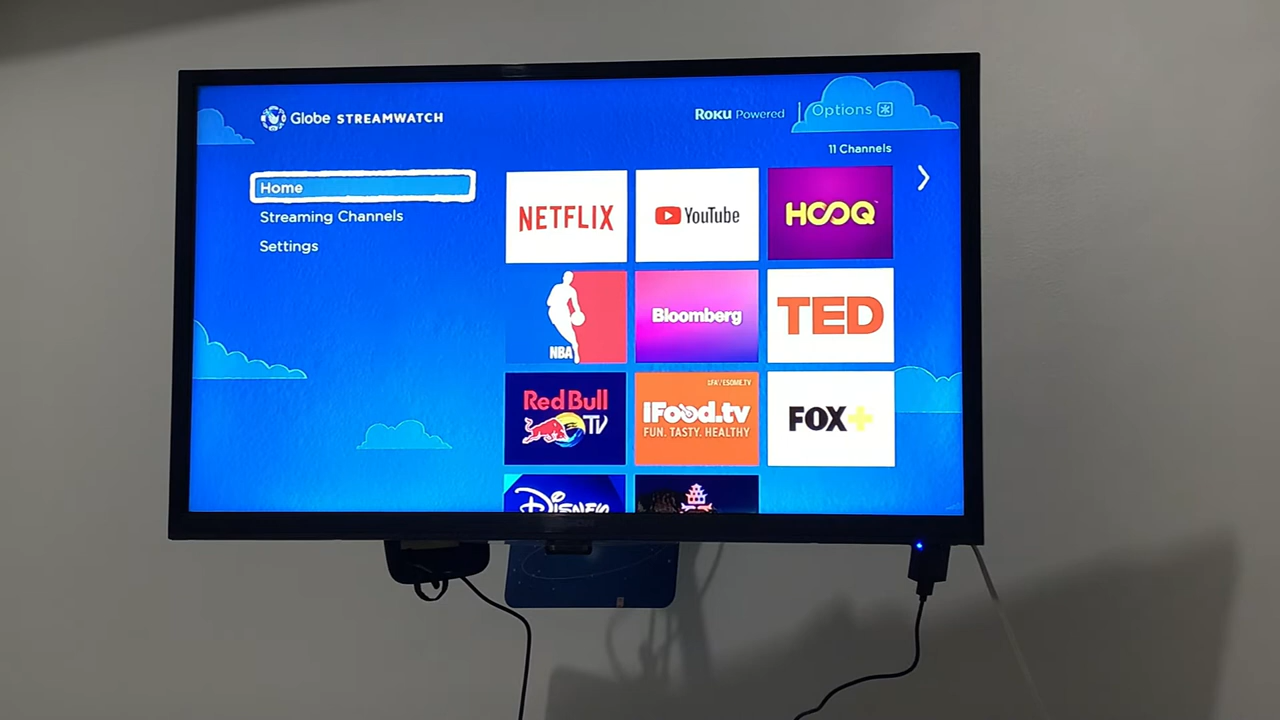 Globe STREAMWATCH
Roku Powered | Options
11 Channels
Home
Streaming Channels
Settings
NETFLIX
YouTube
HOOQ
NBA
Bloomberg
TED
Red Bull
TV
iFood.tv
FUN. TASTY. HEALTHY
FOX+
Disney